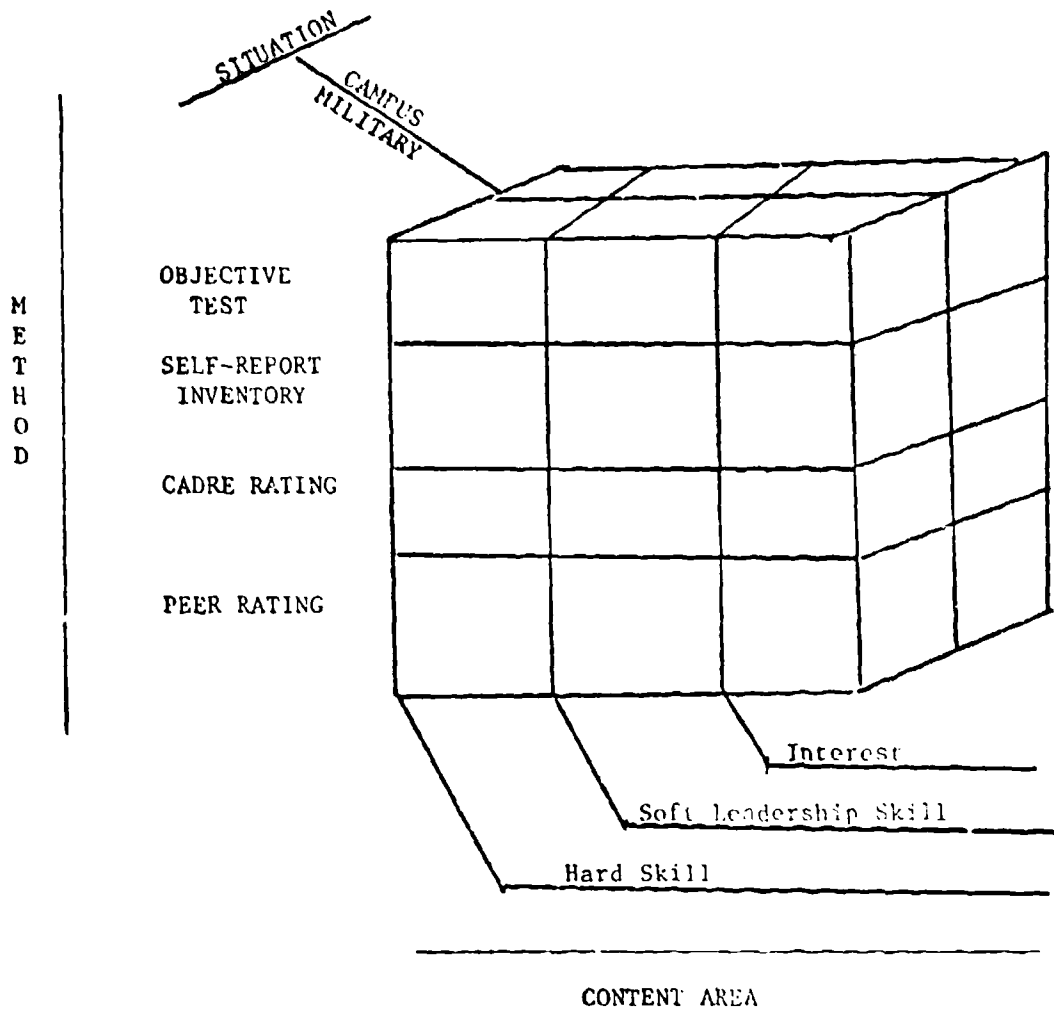 SITUATION
CAMPUS
MILITARY
METHOD
OBJECTIVE
TEST
SELF-REPORT
INVENTORY
CADRE RATING
PEER RATING
Interest
Soft Leadership Skill
Hard Skill
CONTENT AREA